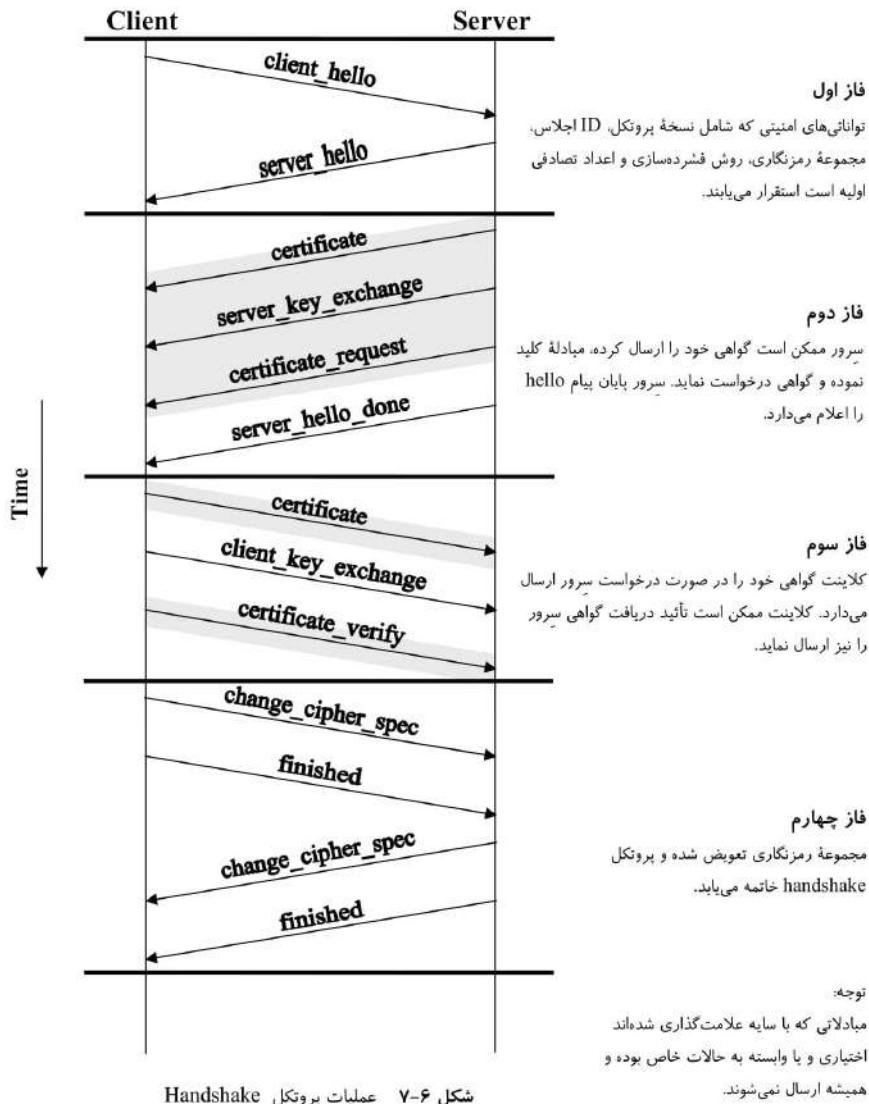 Client
Server
client_hello
server_hello
فاز اول
توانائی‌های امنیتی که شامل نسخهٔ پروتکل، ID اجلاس،
مجموعهٔ رمزنگاری، روش فشرده‌سازی و اعداد تصادفی
اولیه است استقرار می‌یابند.
certificate
server_key_exchange
certificate_request
server_hello_done
فاز دوم
سِرور ممکن است گواهی خود را ارسال کرده، مبادلهٔ کلید
نموده و گواهی درخواست نماید. سِرور پایان پیام hello
را اعلام می‌دارد.
Time
certificate
client_key_exchange
certificate_verify
فاز سوم
کلاینت گواهی خود را در صورت درخواست سِرور ارسال
می‌دارد. کلاینت ممکن است تأئید دریافت گواهی سِرور
را نیز ارسال نماید.
change_cipher_spec
finished
change_cipher_spec
finished
فاز چهارم
مجموعهٔ رمزنگاری تعویض شده و پروتکل
handshake خاتمه می‌یابد.
توجه:
مبادلاتی که با سایه علامت‌گذاری شده‌اند
اختیاری و یا وابسته به حالات خاص بوده و
همیشه ارسال نمی‌شوند.
شکل ۶-۷ عملیات پروتکل Handshake